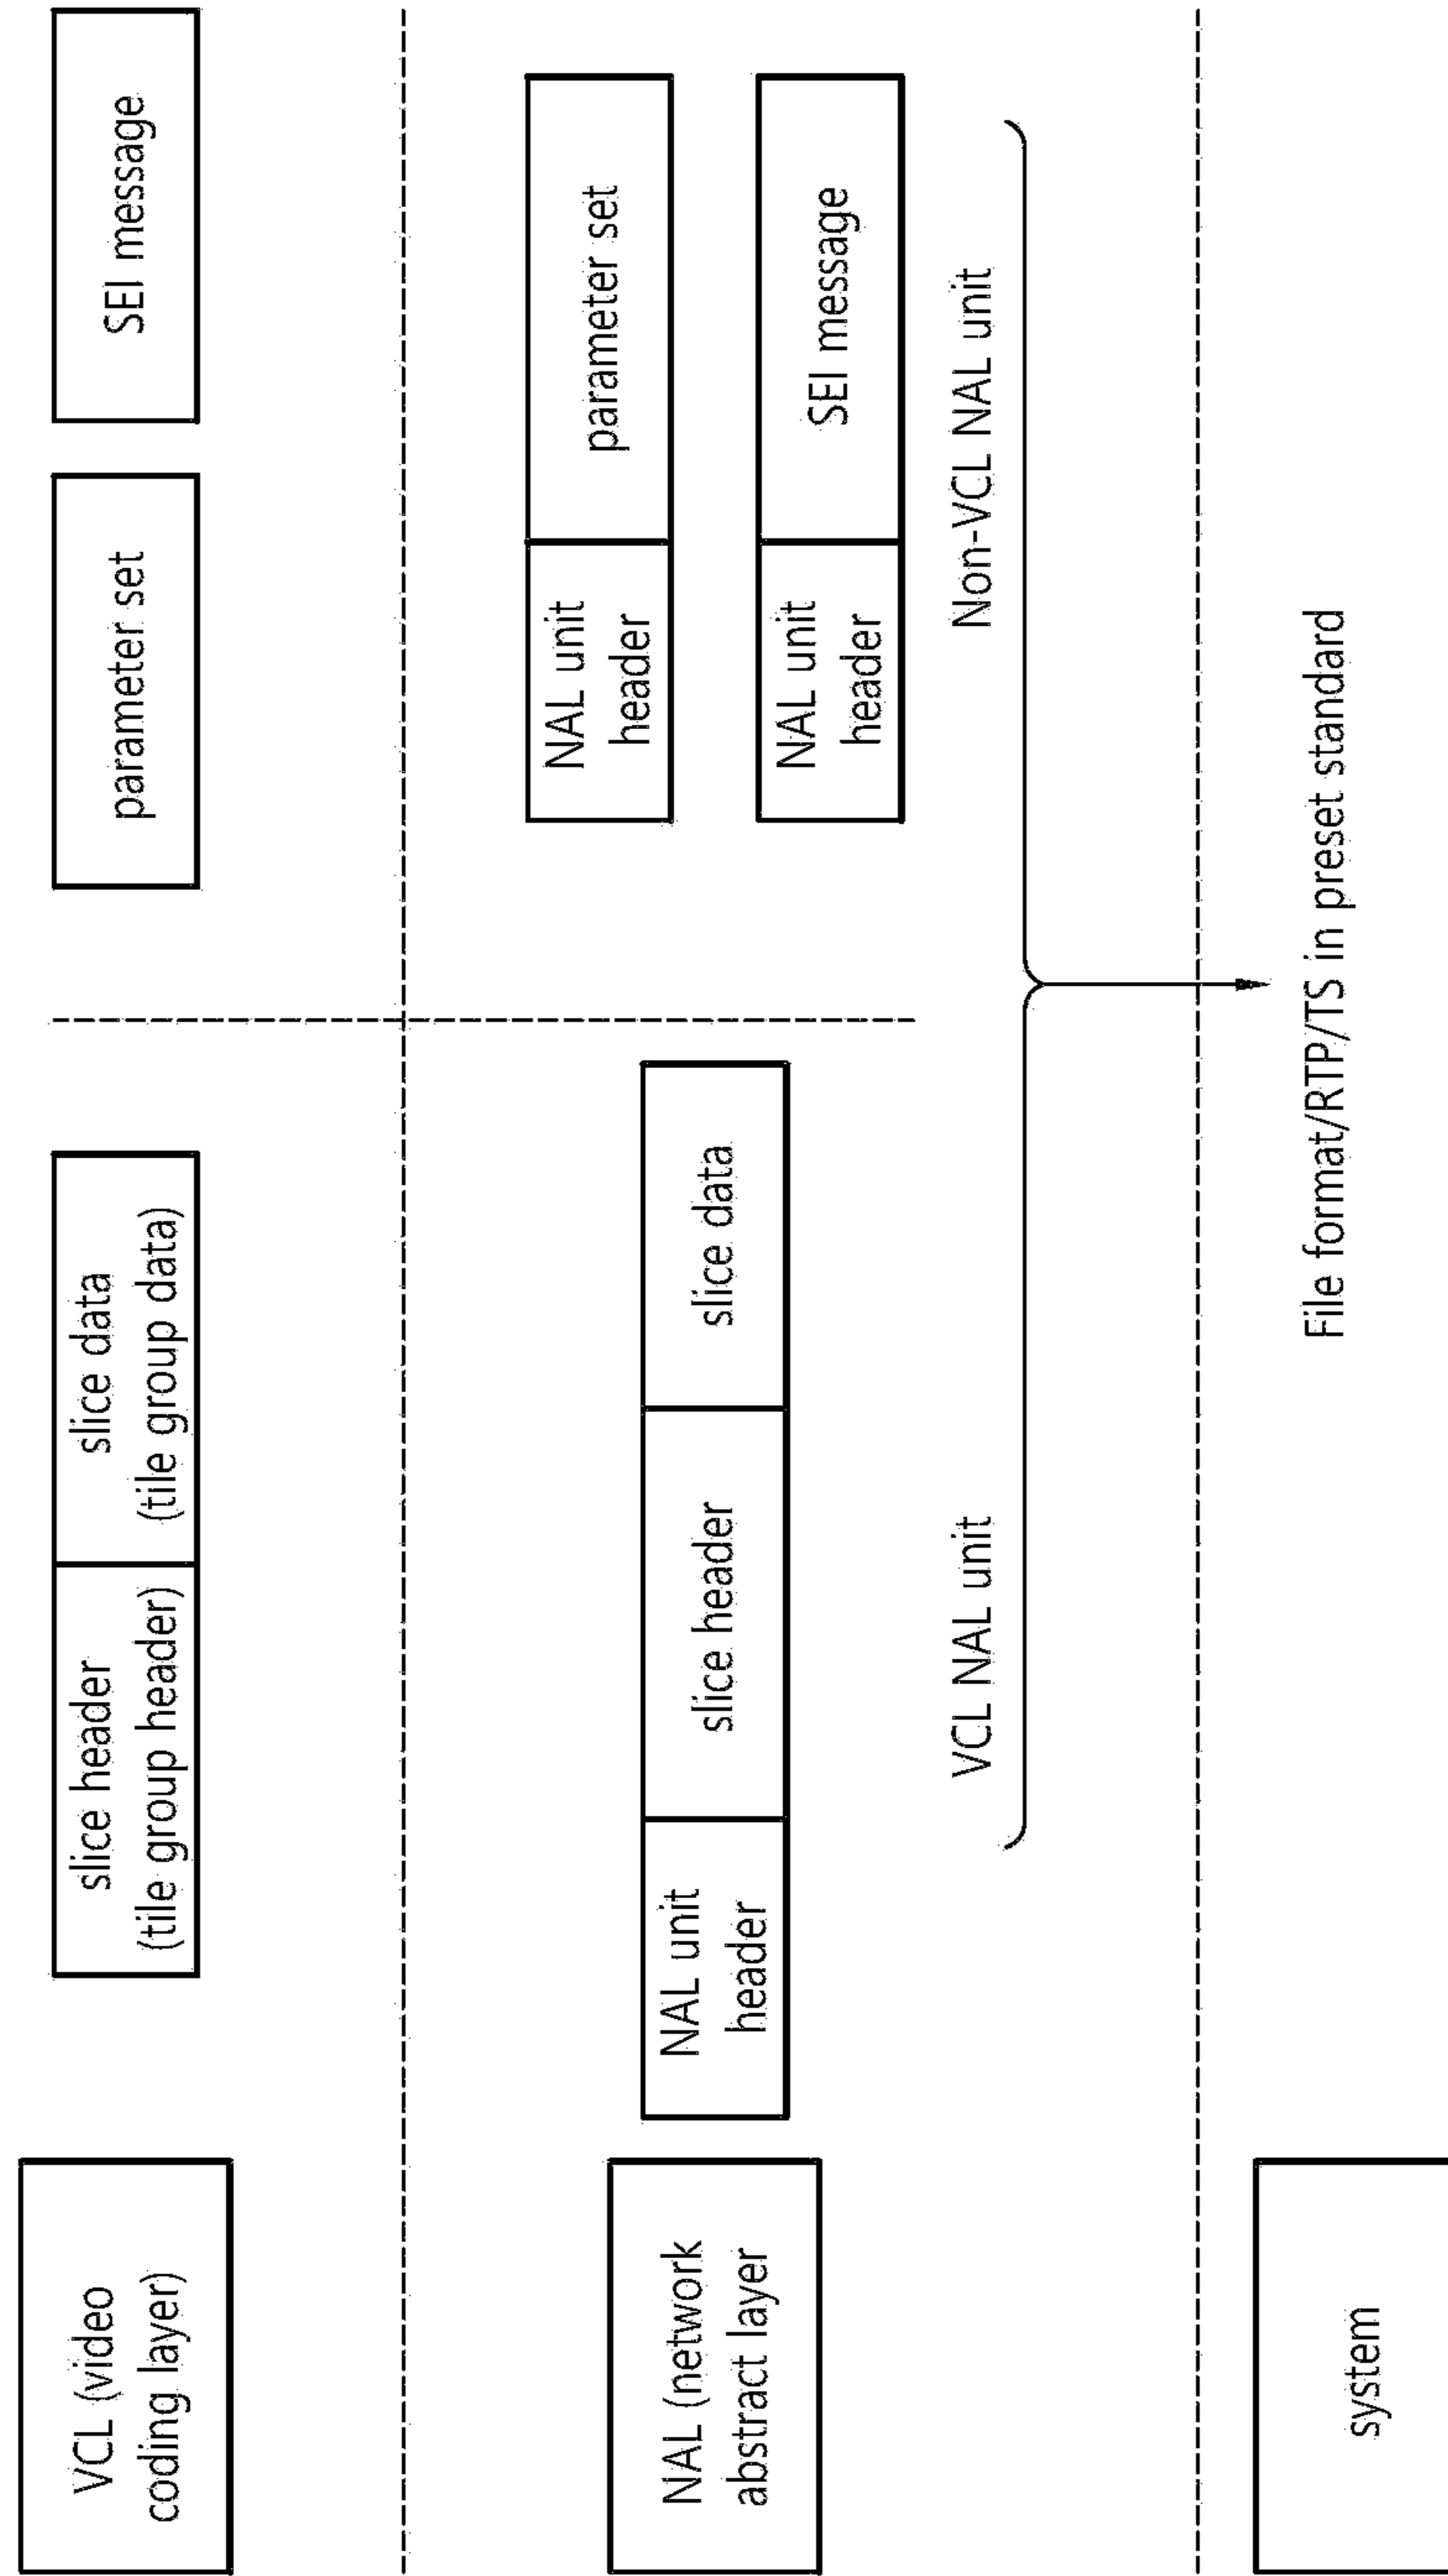 VCL (video
coding layer)
slice header
(tile group header)
slice data
(tile group data)
parameter set
SEI message
NAL (network
abstract layer
NAL unit
header
slice header
slice data
NAL unit
header
parameter set
NAL unit
header
SEI message
VCL NAL unit
Non-VCL NAL unit
system
File format/RTP/TS in preset standard